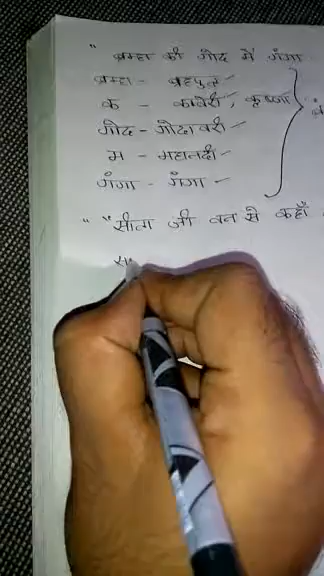 " ब्रम्हा की गोद में गंगा
ब्रम्हा - ब्रह्मपुत्र ✓
क - कावेरी, कृष्णा
गोद - गोदावरी ✓
म - महानदी ✓
गंगा - गंगा ✓
" "सीता जी वन से कहाँ